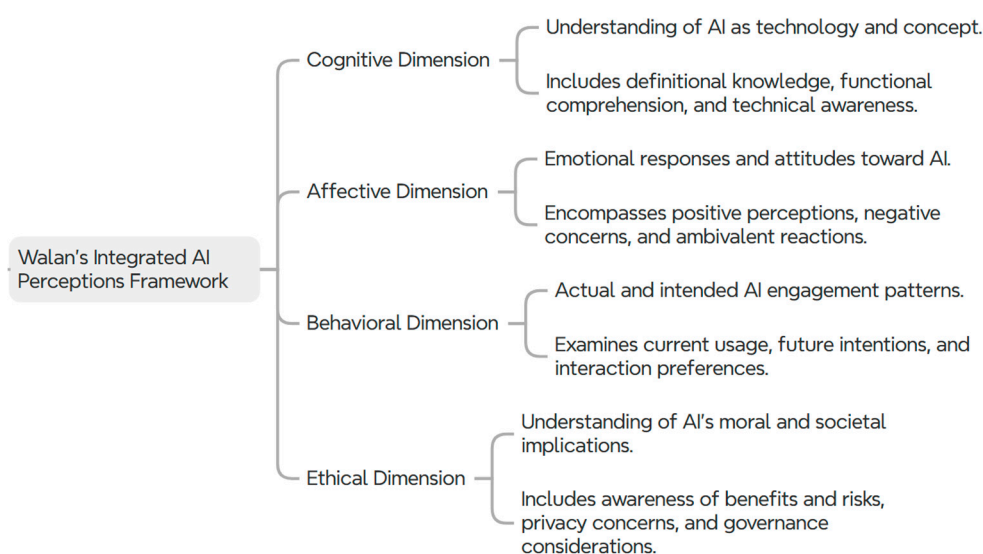 Walan's Integrated AI
Perceptions Framework
Cognitive Dimension
Understanding of AI as technology and concept.
Includes definitional knowledge, functional
comprehension, and technical awareness.
Affective Dimension
Emotional responses and attitudes toward AI.
Encompasses positive perceptions, negative
concerns, and ambivalent reactions.
Behavioral Dimension
Actual and intended AI engagement patterns.
Examines current usage, future intentions, and
interaction preferences.
Ethical Dimension
Understanding of AI's moral and societal
implications.
Includes awareness of benefits and risks,
privacy concerns, and governance
considerations.